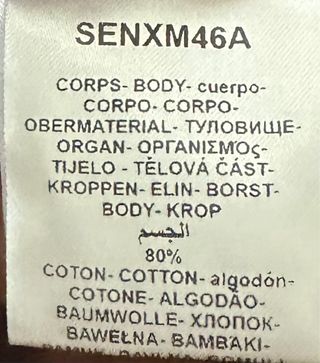 SENXM46A
CORPS- BODY- cuerpo-
CORPO- CORPO-
OBERMATERIAL- ТУЛОВИЩЕ-
ORGAN- ΟΡΓΑΝΙΣΜΌς-
TIJELO - TĚLOVÁ ČÁST-
KROPPEN- ELIN- BORST-
BODY- KROP
الجسم
80%
COTON- COTTON- algodón-
COTONE- ALGODÃO-
BAUMWOLLE- ХЛОПОК-
BAWEŁNA- BAMBAKI-